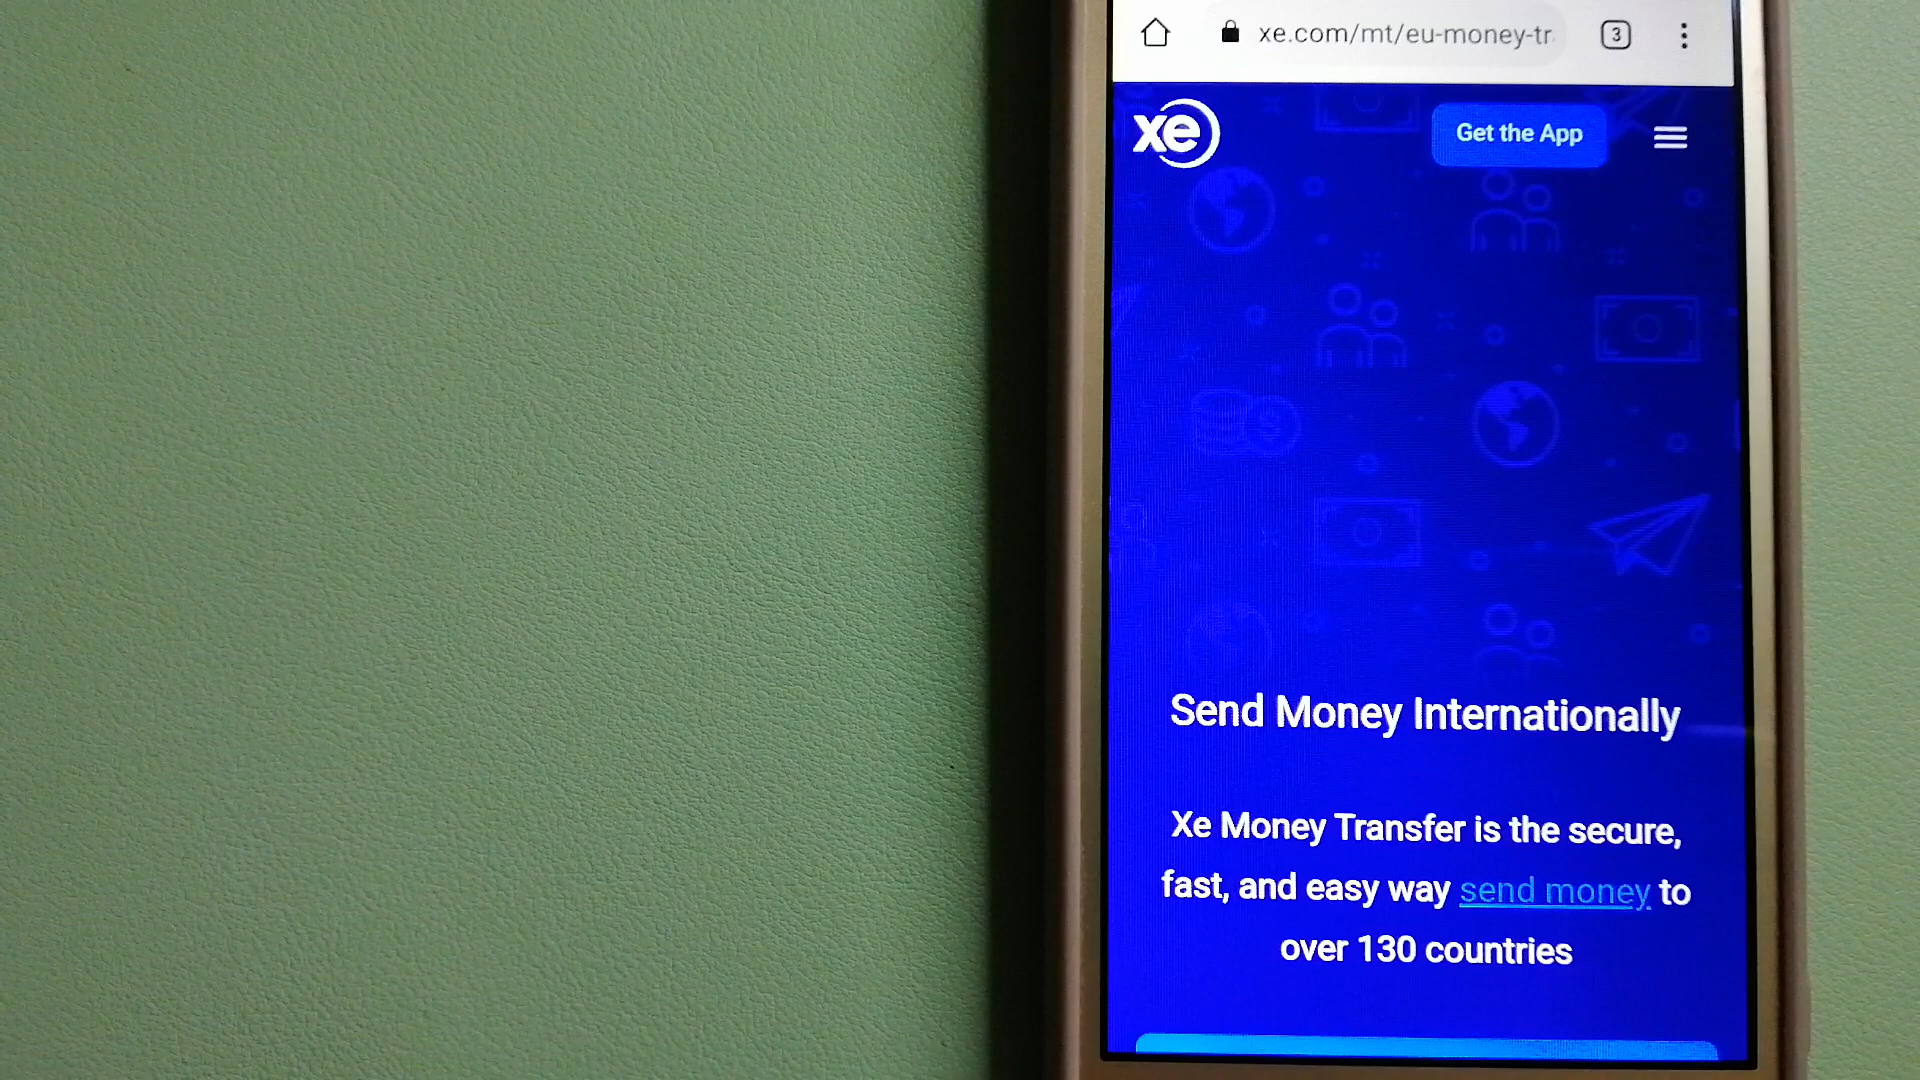 xe.com/mt/eu-money-tr
3
xe
Get the App
Send Money Internationally
Xe Money Transfer is the secure,
fast, and easy way send money to
over 130 countries